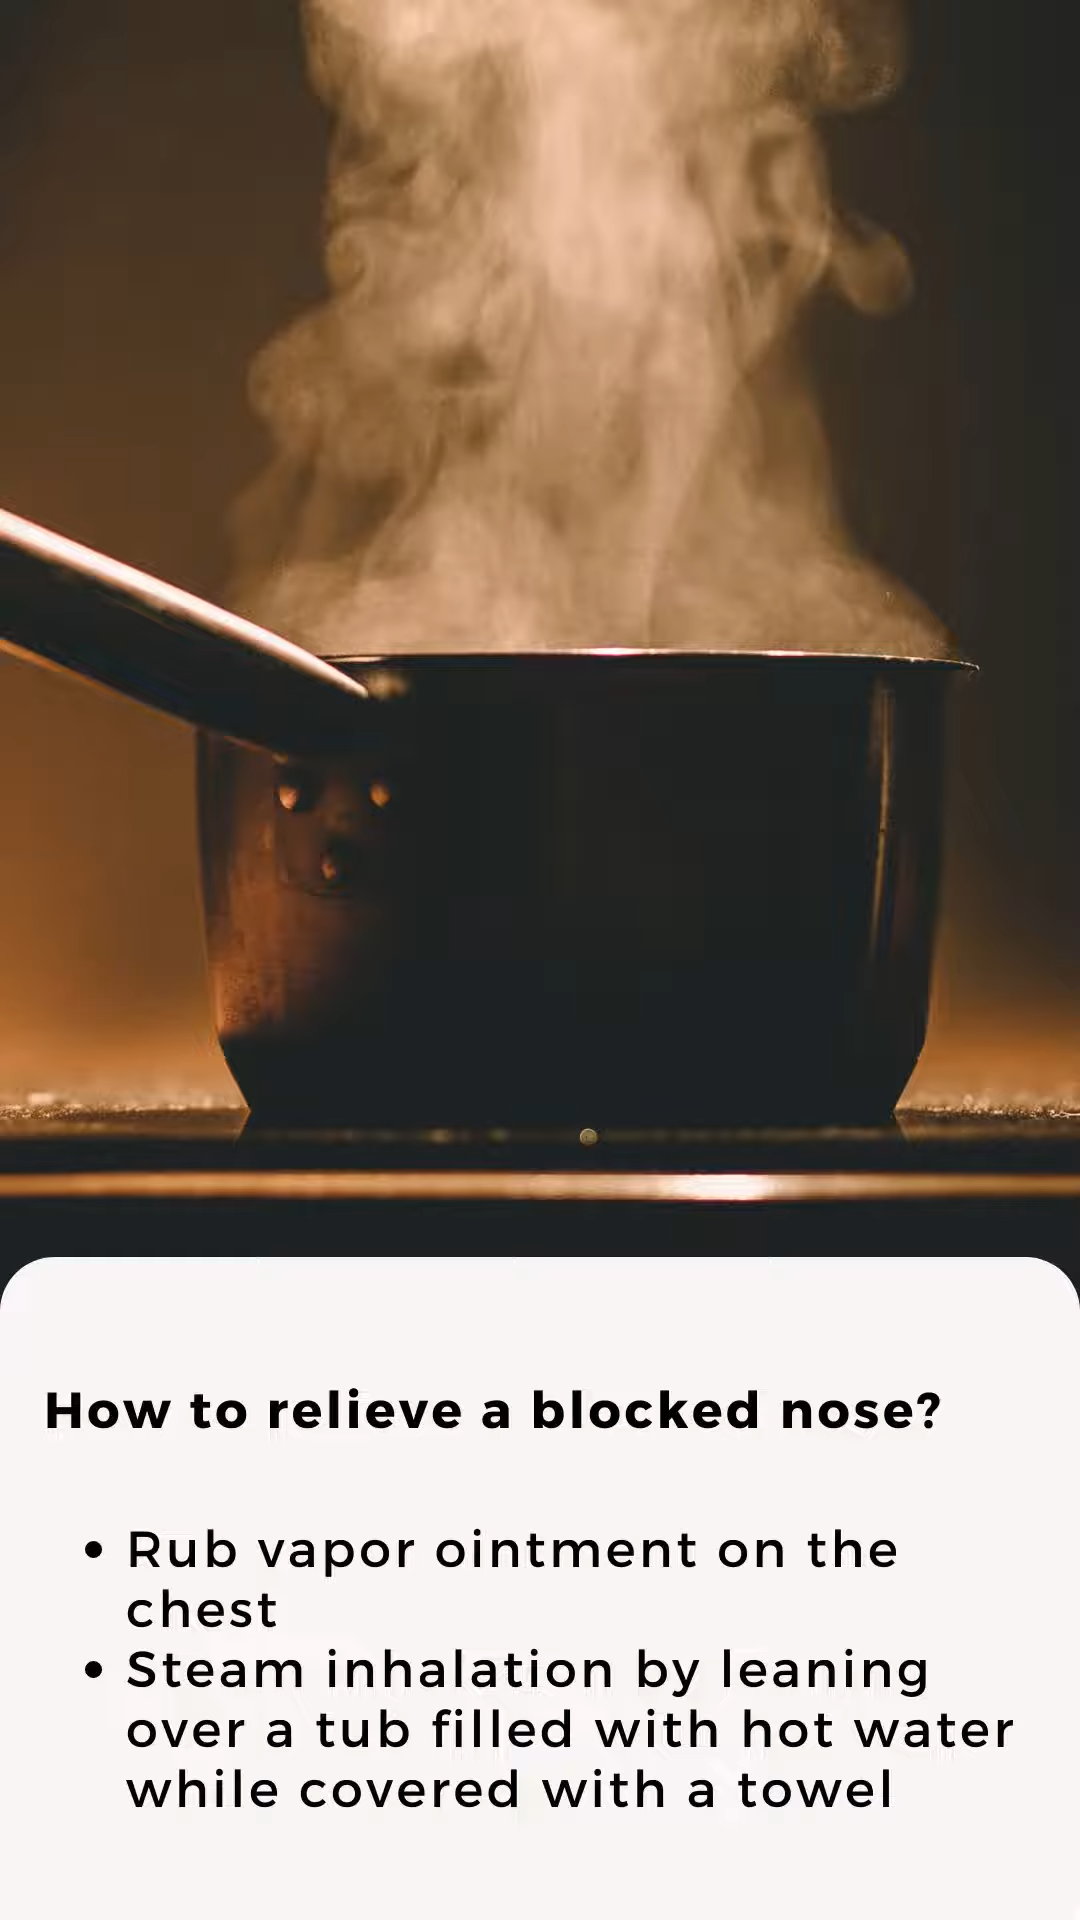 How to relieve a blocked nose?
• Rub vapor ointment on the
chest
• Steam inhalation by leaning
over a tub filled with hot water
while covered with a towel